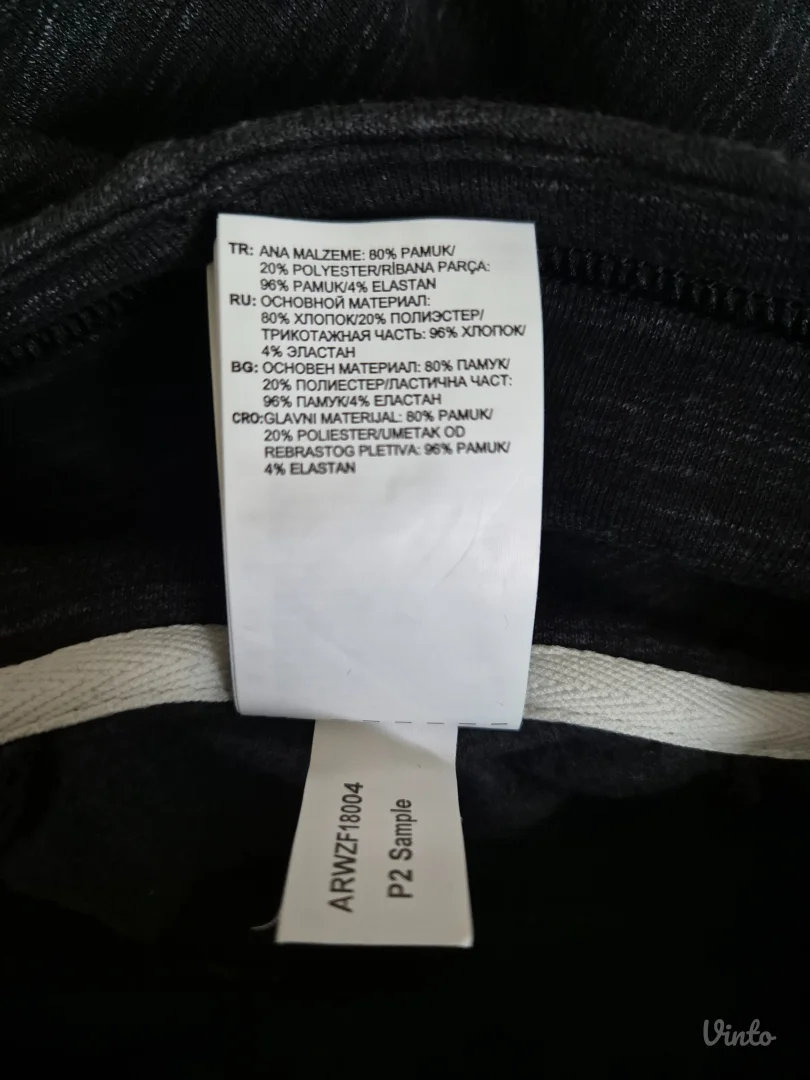 TR: ANA MALZEME: 80% PAMUK/
20% POLYESTER/RİBANA PARÇA:
96% PAMUK/4% ELASTAN
RU: ОСНОВНОЙ МАТЕРИАЛ:
80% ХЛОПОК/20% ПОЛИЭСТЕР/
ТРИКОТАЖНАЯ ЧАСТЬ: 96% ХЛОПОК/
4% ЭЛАСТАН
BG: ОСНОВЕН МАТЕРИАЛ: 80% ПАМУК/
20% ПОЛИЕСТЕР/ЛАСТИЧНА ЧАСТ:
96% ПАМУК/4% ЕЛАСТАН
CRO:GLAVNI MATERIJAL: 80% PAMUK/
20% POLIESTER/UMETAK OD
REBRASTOG PLETIVA: 96% PAMUK/
4% ELASTAN
ARWZF18004
P2 Sample
Vinto